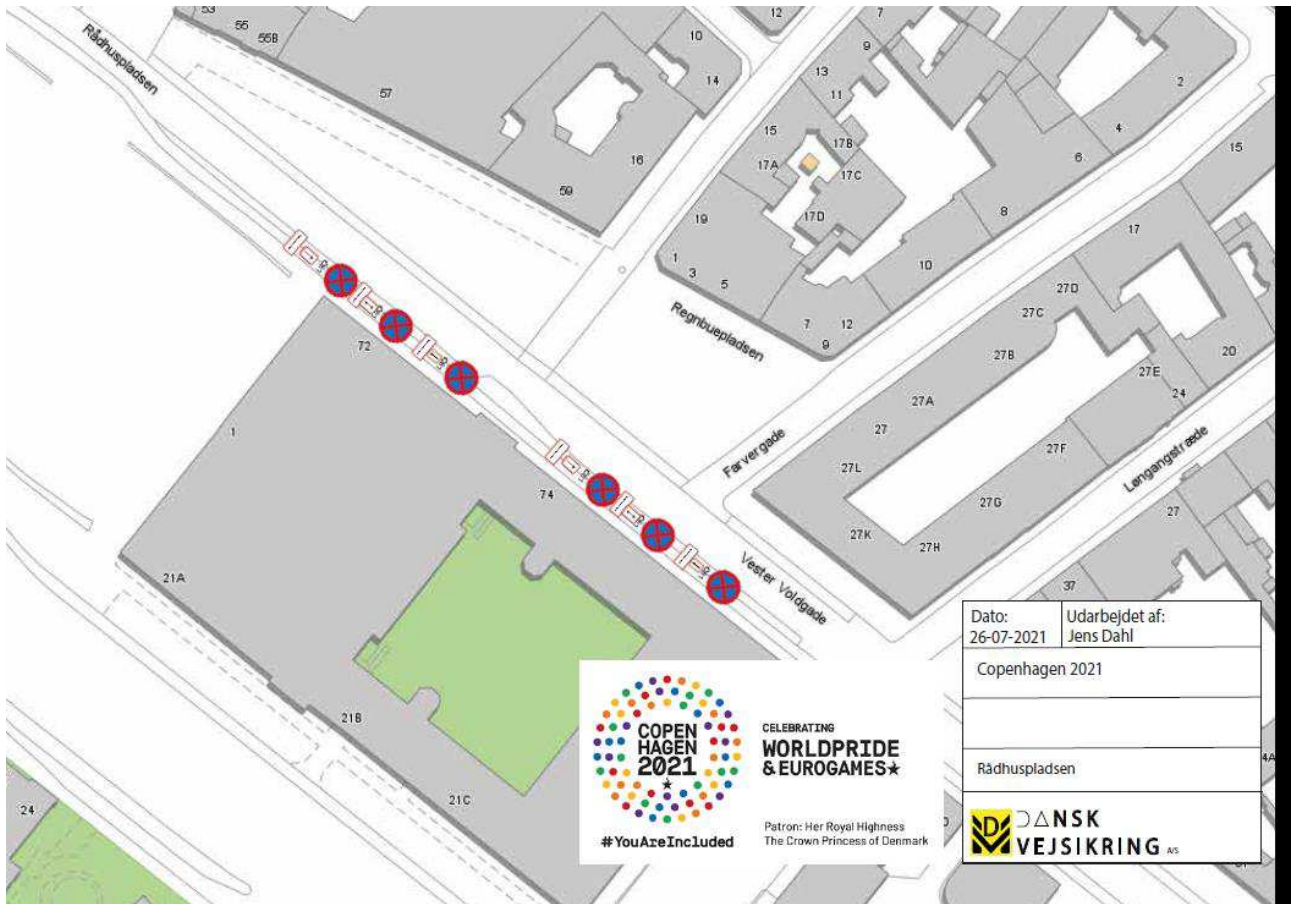 53
55
55B
57
59
16
10
14
12
7
9
13
11
15
17A
17B
17C
17D
19
1
3
5
7
9
12
10
8
6
4
2
15
17
20
24
27D
27C
27B
27A
27
27L
27K
27H
27G
27F
27E
27
37
72
74
1
21A
21B
21C
24
4A
Rådhuspladsen
Regnbuepladsen
Farvergade
Løngangstræde
Vester Voldgade
COPEN
HAGEN
2021
#YouAreIncluded
CELEBRATING
WORLDPRIDE
& EUROGAMES
Patron: Her Royal Highness
The Crown Princess of Denmark
Dato:
26-07-2021
Udarbejdet af:
Jens Dahl
Copenhagen 2021
Rådhuspladsen
DANSK
VEJSIKRING A/S